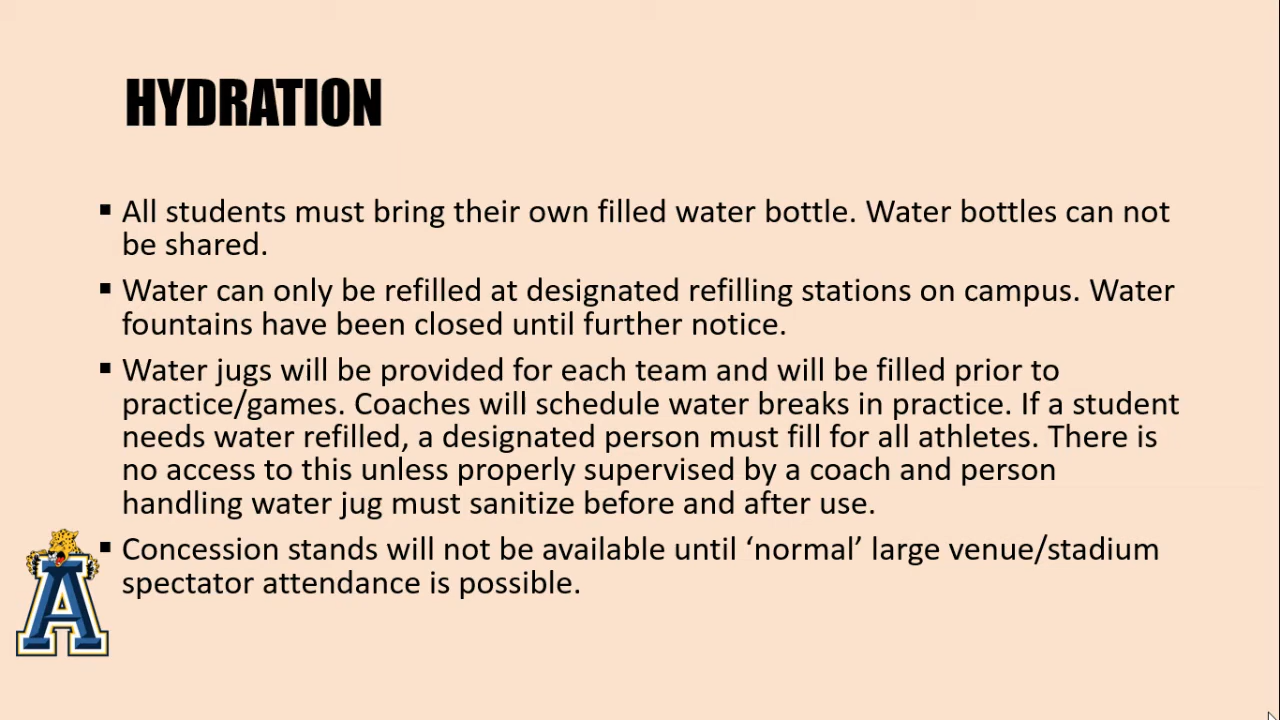 HYDRATION
▪ All students must bring their own filled water bottle. Water bottles can not
be shared.
▪ Water can only be refilled at designated refilling stations on campus. Water
fountains have been closed until further notice.
▪ Water jugs will be provided for each team and will be filled prior to
practice/games. Coaches will schedule water breaks in practice. If a student
needs water refilled, a designated person must fill for all athletes. There is
no access to this unless properly supervised by a coach and person
handling water jug must sanitize before and after use.
▪ Concession stands will not be available until ‘normal’ large venue/stadium
spectator attendance is possible.
A